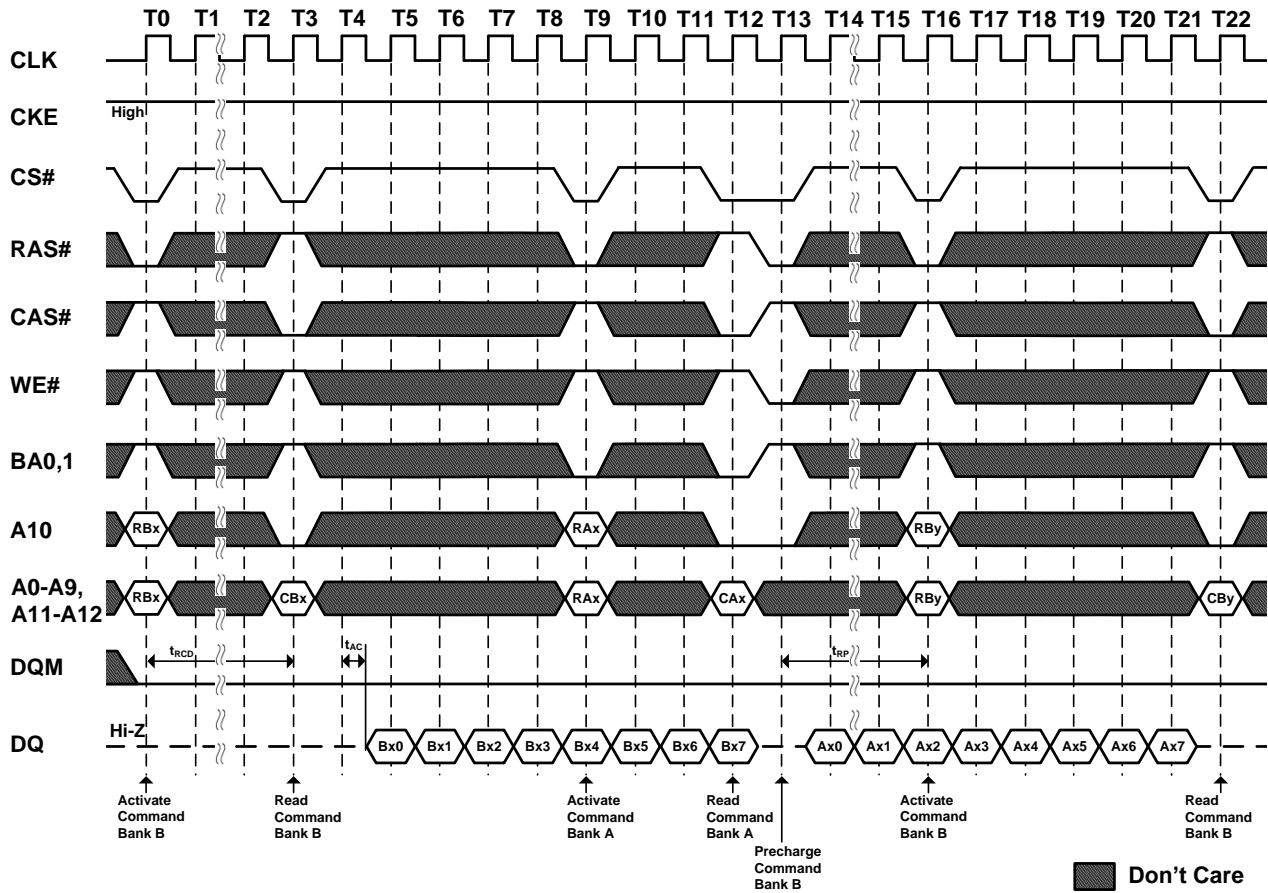 T0 T1 T2 T3 T4 T5 T6 T7 T8 T9 T10 T11 T12 T13 T14 T15 T16 T17 T18 T19 T20 T21 T22
CLK
CKE
High
CS#
RAS#
CAS#
WE#
BA0,1
A10
RBx RAx RBy
A0-A9,
A11-A12
RBx CBx RAx CAx RBy CBy
tRCD tAC tRP
DQM
Hi-Z
DQ
Bx0 Bx1 Bx2 Bx3 Bx4 Bx5 Bx6 Bx7 Ax0 Ax1 Ax2 Ax3 Ax4 Ax5 Ax6 Ax7
Activate
Command
Bank B
Read
Command
Bank B
Activate
Command
Bank A
Read
Command
Bank A
Precharge
Command
Bank B
Activate
Command
Bank B
Read
Command
Bank B
Don't Care